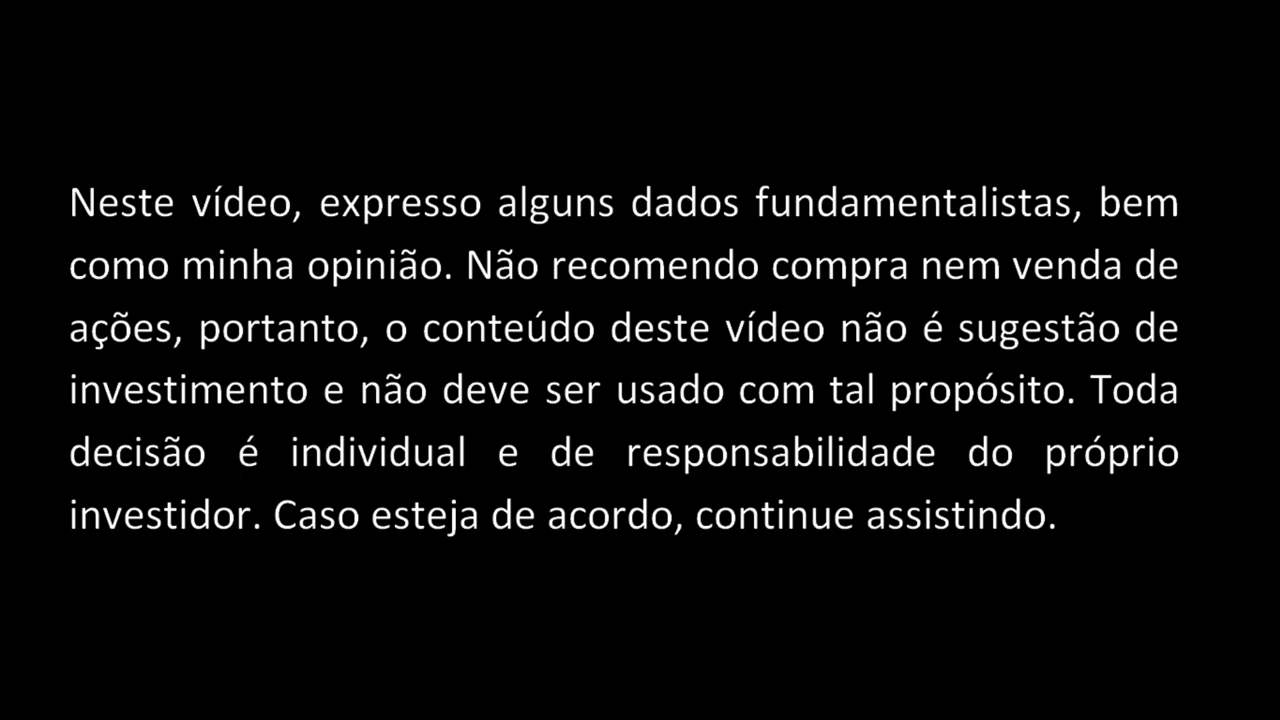 Neste vídeo, expresso alguns dados fundamentalistas, bem
como minha opinião. Não recomendo compra nem venda de
ações, portanto, o conteúdo deste vídeo não é sugestão de
investimento e não deve ser usado com tal propósito. Toda
decisão é individual e de responsabilidade do próprio
investidor. Caso esteja de acordo, continue assistindo.